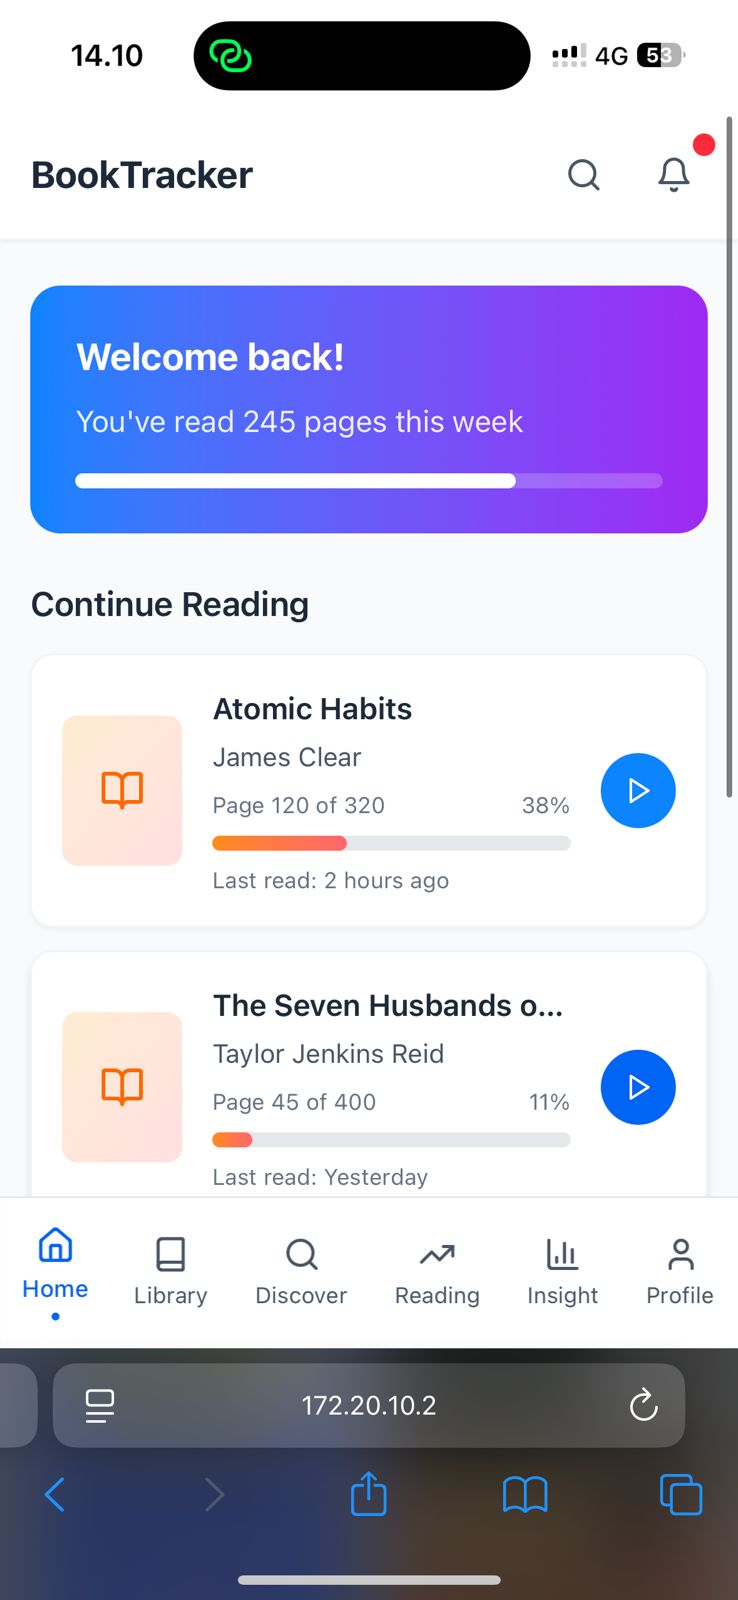 14.10
4G 53
BookTracker
Welcome back!
You've read 245 pages this week
Continue Reading
Atomic Habits
James Clear
Page 120 of 320 38%
Last read: 2 hours ago
The Seven Husbands o...
Taylor Jenkins Reid
Page 45 of 400 11%
Last read: Yesterday
Home Library Discover Reading Insight Profile
172.20.10.2